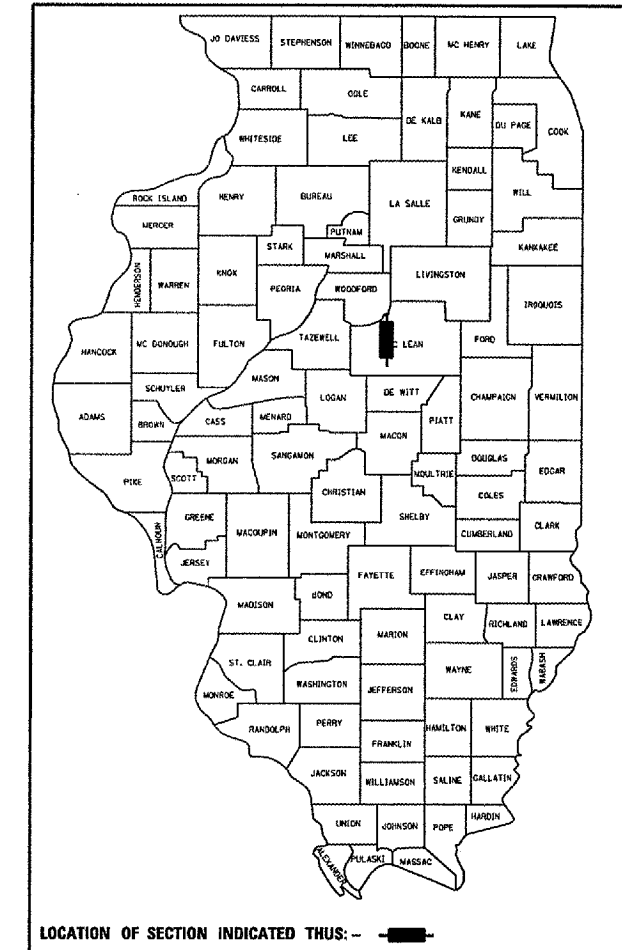 JO DAVIESS STEPHENSON WINNEBAGO BOONE MC HENRY LAKE
CARROLL OGLE DE KALB KANE DU PAGE COOK
WHITESIDE LEE
KENDALL WILL
ROCK ISLAND HENRY BUREAU LA SALLE GRUNDY
MERCER PUTNAM KANKAKEE
STARK MARSHALL LIVINGSTON
HENDERSON WARREN KNOX PEORIA WOODFORD IROQUOIS
HANCOCK MC DONOUGH FULTON TAZEWELL C LEAN FORD
MASON
SCHUYLER LOGAN DE WITT CHAMPAIGN VERMILION
ADAMS BROWN CASS MENARD PIATT
MACON
MORGAN SANGAMON DOUGLAS EDGAR
PIKE SCOTT CHRISTIAN MOULTRIE COLES
GREENE MACOUPIN MONTGOMERY SHELBY CUMBERLAND CLARK
CALHOUN JERSEY
FAYETTE EFFINGHAM JASPER CRAWFORD
MADISON BOND
CLAY RICHLAND LAWRENCE
CLINTON MARION
ST. CLAIR WAYNE EDWARDS WABASH
WASHINGTON JEFFERSON
MONROE
RANDOLPH PERRY HAMILTON WHITE
FRANKLIN
JACKSON WILLIAMSON SALINE GALLATIN
UNION JOHNSON POPE HARDIN
ALEXANDER PULASKI MASSAC
LOCATION OF SECTION INDICATED THUS: –